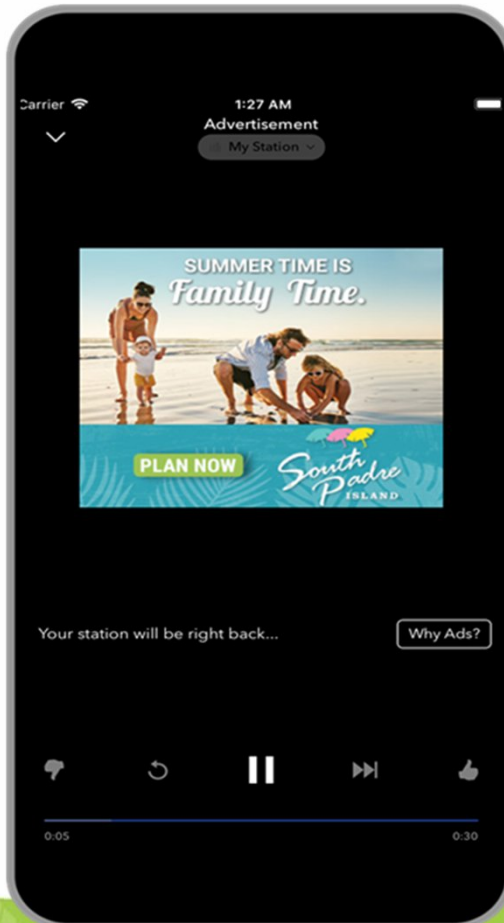 Carrier
1:27 AM
Advertisement
My Station
SUMMER TIME IS
Family Time.
PLAN NOW
South
Padre
ISLAND
Your station will be right back...
Why Ads?
0:05
0:30